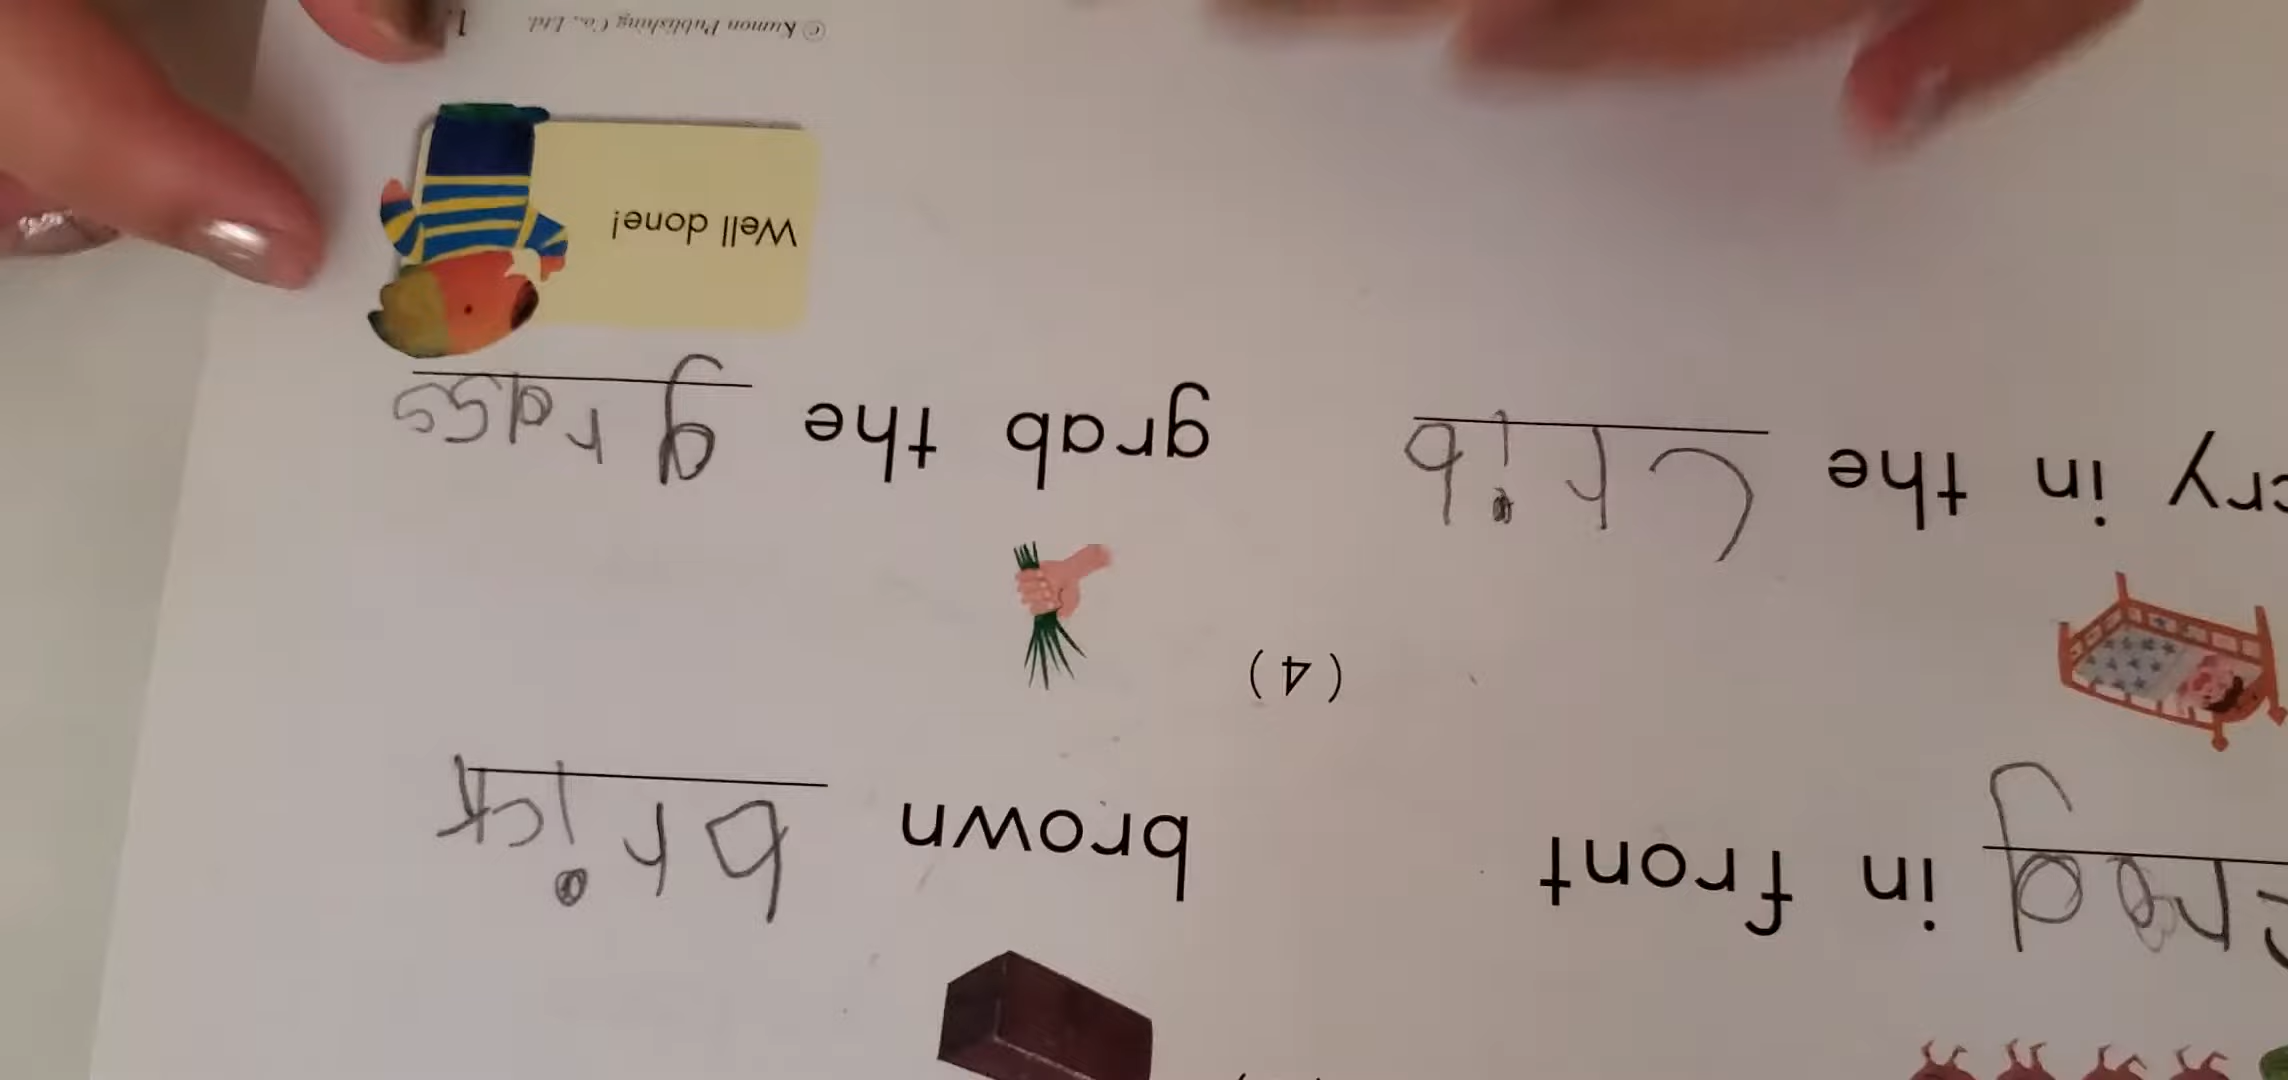 frog in front
brown brick
cry in the crib
(4)
grab the grass
Well done!
© Kumon Publishing Co., Ltd.